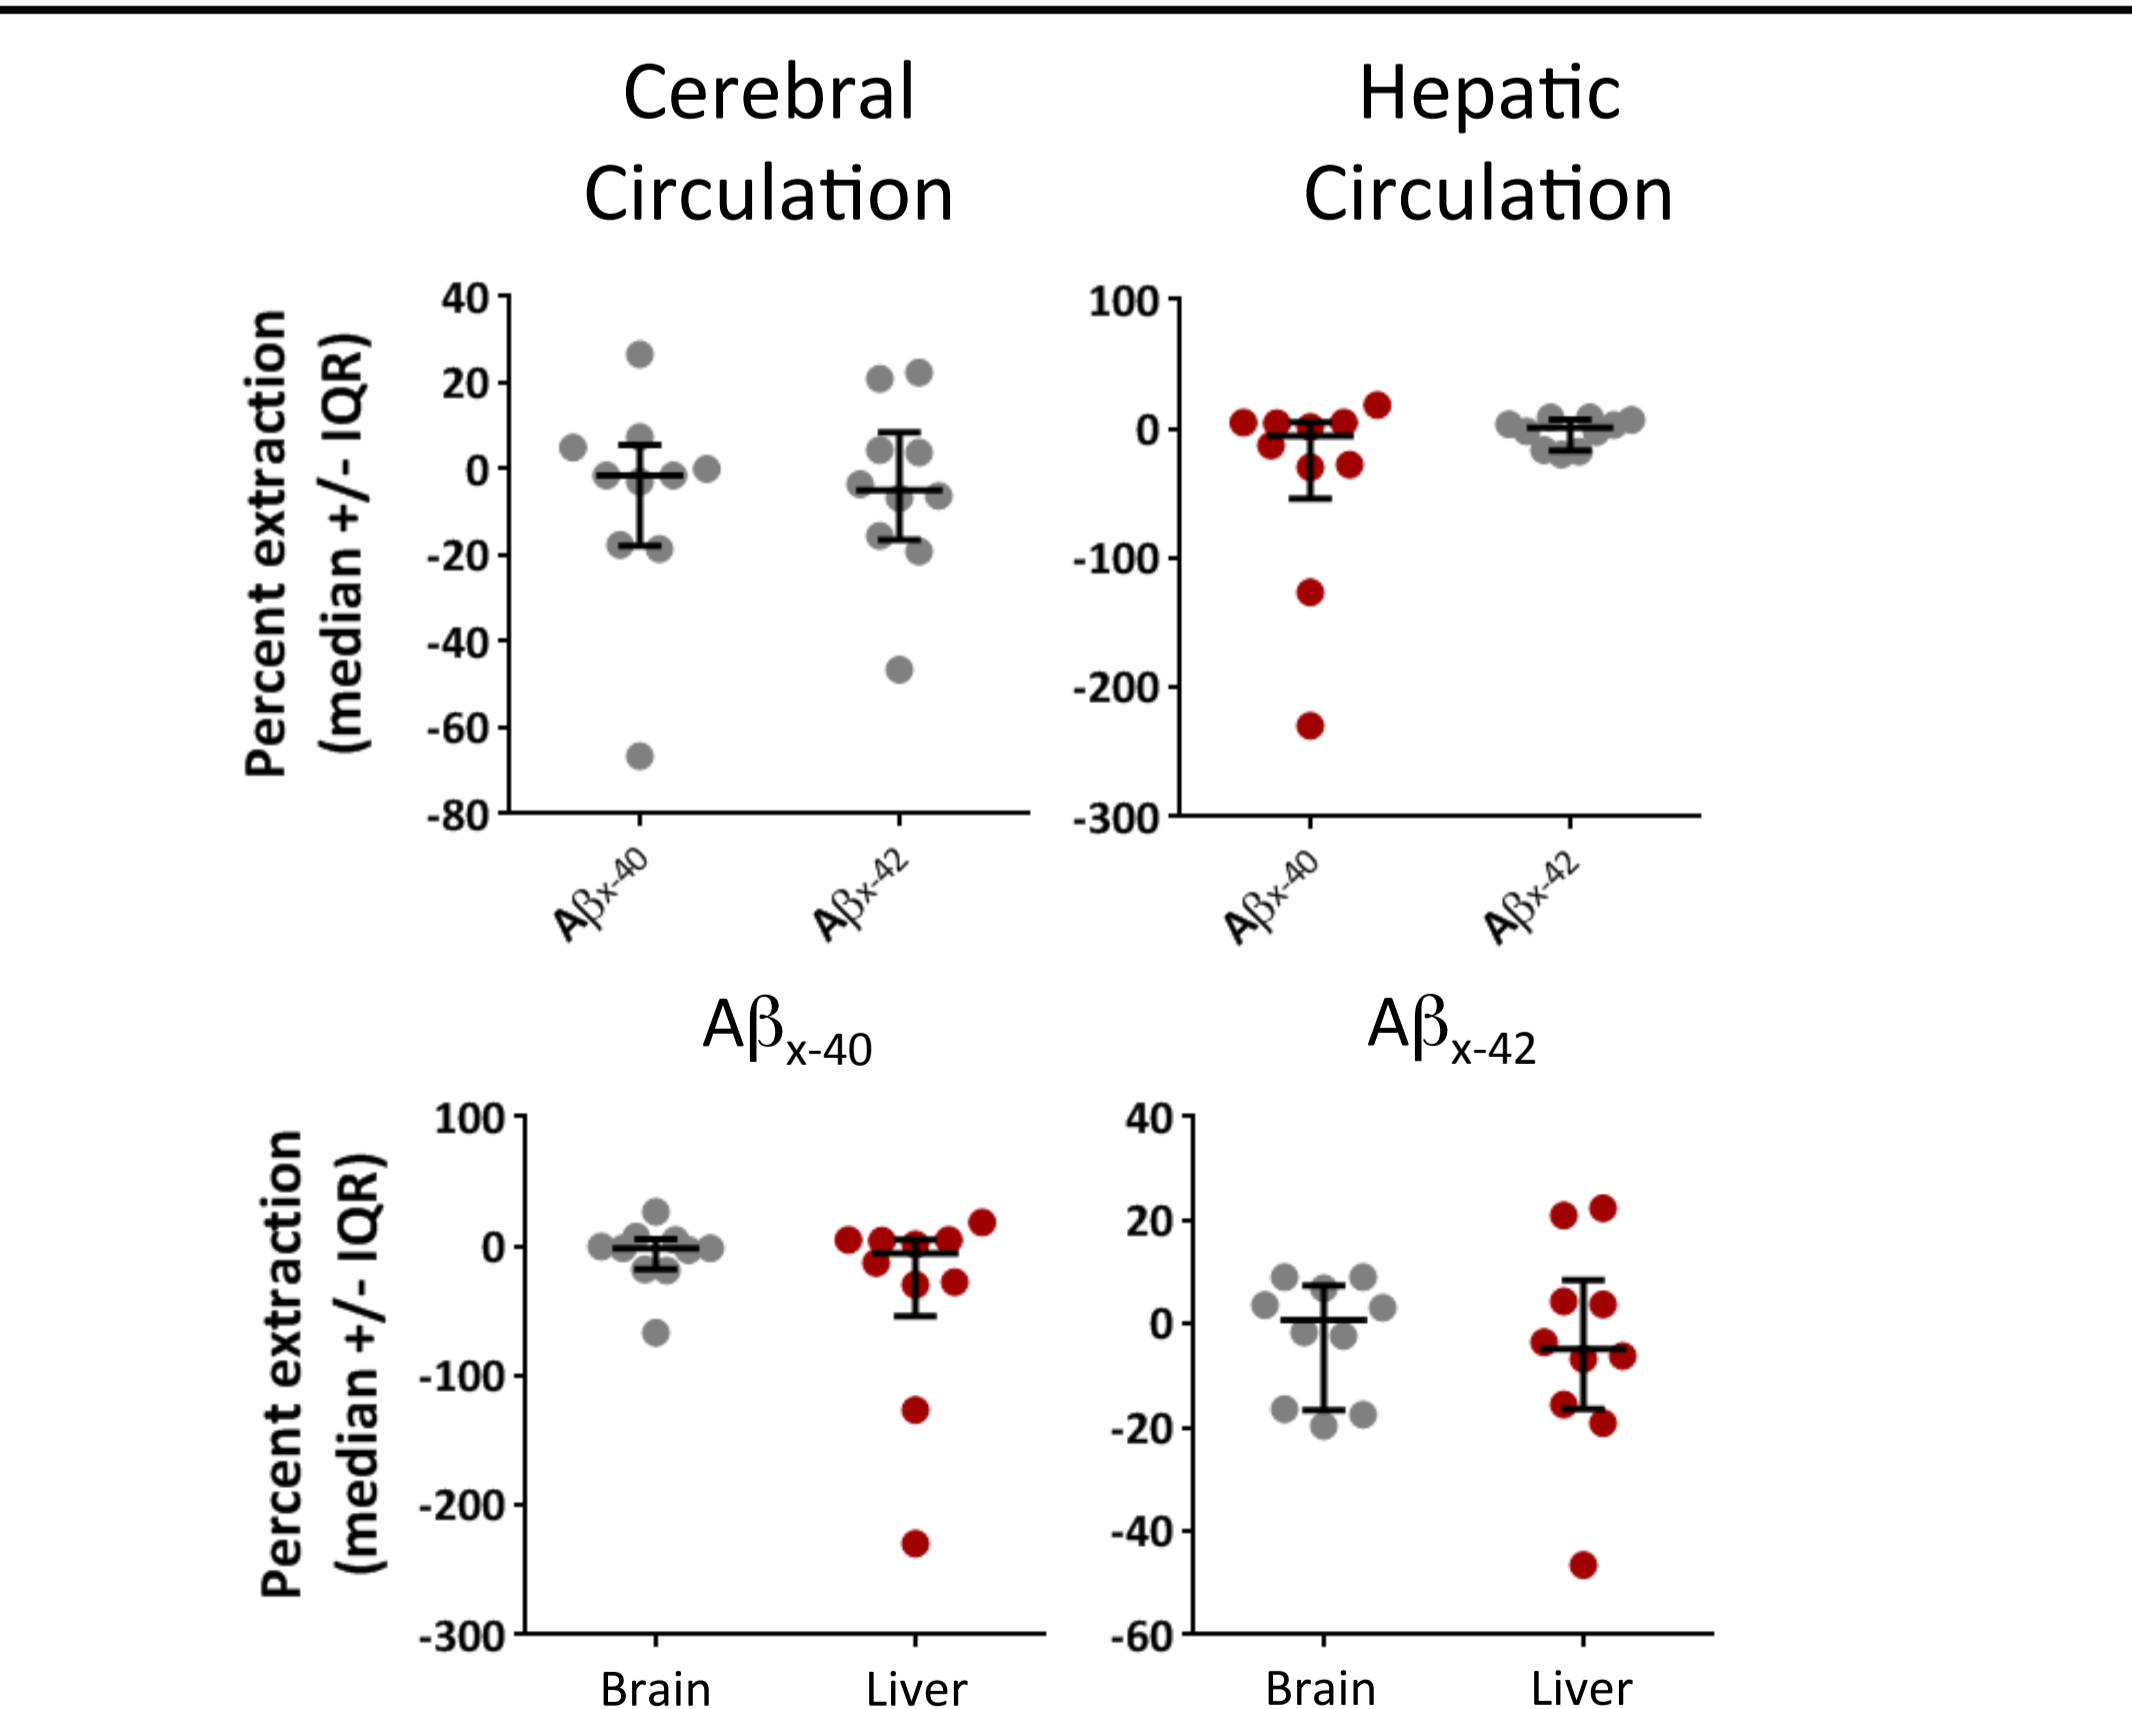 Cerebral
Circulation
Hepatic
Circulation
Percent extraction
(median +/- IQR)
40
20
0
-20
-40
-60
-80
Aβx-40
Aβx-42
100
0
-100
-200
-300
Aβx-40
Aβx-42
Aβx-40
Aβx-42
Percent extraction
(median +/- IQR)
100
0
-100
-200
-300
Brain
Liver
40
20
0
-20
-40
-60
Brain
Liver